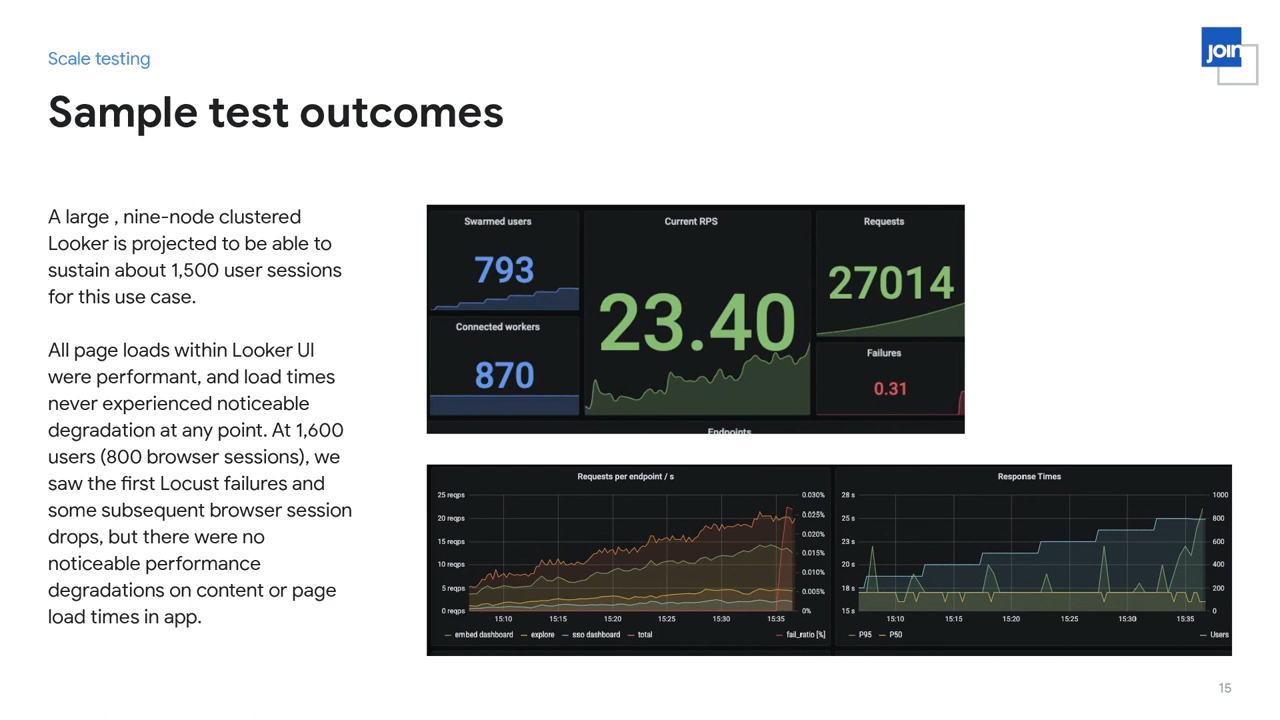 Scale testing
join
Sample test outcomes
A large , nine-node clustered
Looker is projected to be able to
sustain about 1,500 user sessions
for this use case.
All page loads within Looker UI
were performant, and load times
never experienced noticeable
degradation at any point. At 1,600
users (800 browser sessions), we
saw the first Locust failures and
some subsequent browser session
drops, but there were no
noticeable performance
degradations on content or page
load times in app.
Swarmed users
793
Connected workers
870
Current RPS
23.40
Requests
27014
Failures
0.31
Endpoints
Requests per endpoint / s
25 reqps
20 reqps
15 reqps
10 reqps
5 reqps
0 reqps
0.030%
0.025%
0.020%
0.015%
0.010%
0.005%
0%
15:10 15:15 15:20 15:25 15:30 15:35
embed dashboard explore sso dashboard total fail_ratio [%]
Response Times
28 s
25 s
23 s
20 s
18 s
15 s
1000
800
600
400
200
0
15:10 15:15 15:20 15:25 15:30 15:35
P95 P50 Users
15